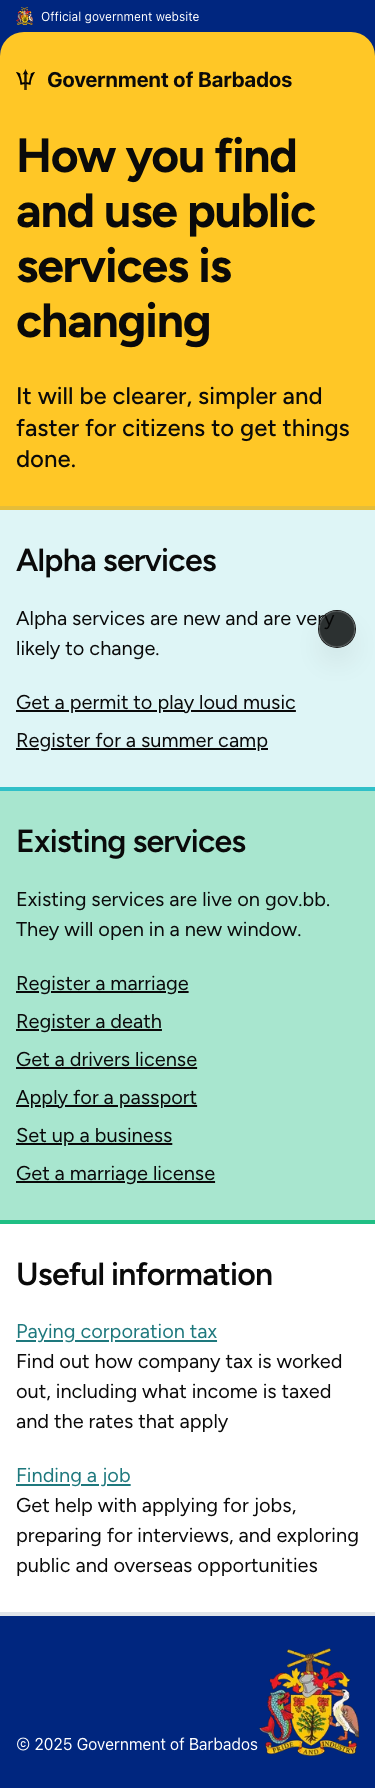 Official government website
Government of Barbados
How you find
and use public
services is
changing
It will be clearer, simpler and
faster for citizens to get things
done.
Alpha services
Alpha services are new and are very
likely to change.
Get a permit to play loud music
Register for a summer camp
Existing services
Existing services are live on gov.bb.
They will open in a new window.
Register a marriage
Register a death
Get a drivers license
Apply for a passport
Set up a business
Get a marriage license
Useful information
Paying corporation tax
Find out how company tax is worked
out, including what income is taxed
and the rates that apply
Finding a job
Get help with applying for jobs,
preparing for interviews, and exploring
public and overseas opportunities
© 2025 Government of Barbados
PRIDE AND INDUSTRY